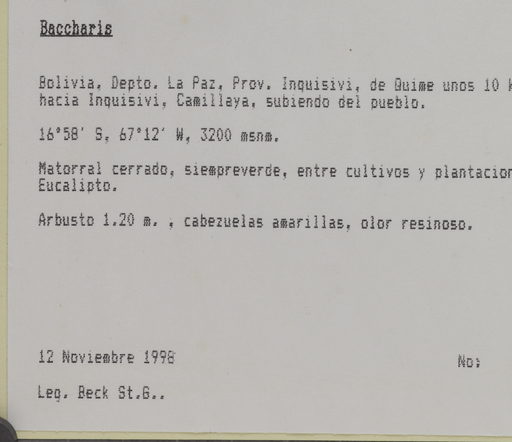 Baccharis
Bolivia, Depto. La Paz, Prov. Inquisivi, de Quime unos 10
hacia Inquisivi, Camillaya, subiendo del pueblo.
16°58' S, 67°12' W, 3200 msnm.
Matorral cerrado, siempreverde, entre cultivos y plantacion
Eucalipto.
Arbusto 1.20 m. , cabezuelas amarillas, olor resinoso.
12 Noviembre 1998
No:
Leg. Beck St.G..